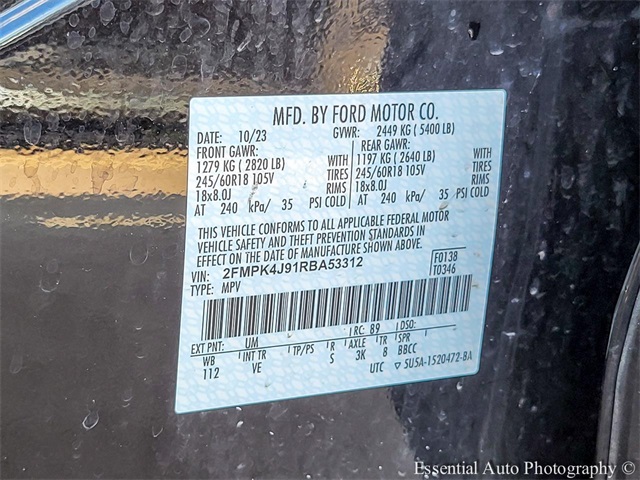 MFD. BY FORD MOTOR CO.
DATE: 10/23 GVWR: 2449 KG ( 5400 LB)
FRONT GAWR: REAR GAWR:
1279 KG ( 2820 LB) WITH 1197 KG ( 2640 LB) WITH
245/60R18 105V TIRES 245/60R18 105V TIRES
18x8.0J RIMS 18x8.0J RIMS
AT 240 kPa/ 35 PSI COLD AT 240 kPa/ 35 PSI COLD
THIS VEHICLE CONFORMS TO ALL APPLICABLE FEDERAL MOTOR
VEHICLE SAFETY AND THEFT PREVENTION STANDARDS IN
EFFECT ON THE DATE OF MANUFACTURE SHOWN ABOVE.
VIN: 2FMPK4J91RBA53312 F0138
TYPE: MPV T0346
EXT PNT: UM RC: 89 DSO:
WB INT TR TP/PS R AXLE TR SPR
112 VE S 3K 8 BBCC
UTC ▽ SU5A-1520472-BA
Essential Auto Photography ©